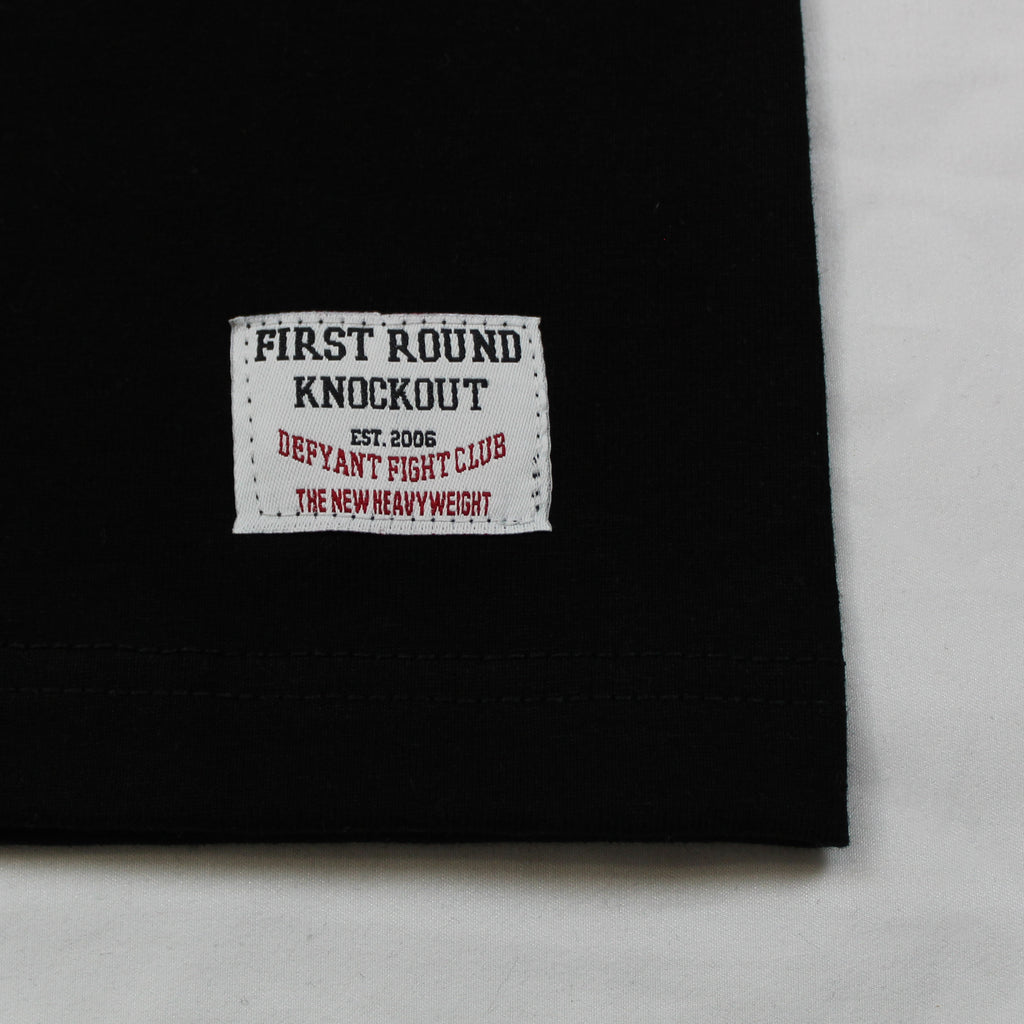 FIRST ROUND
KNOCKOUT
EST. 2006
DEFYANT FIGHT CLUB
THE NEW HEAVYWEIGHT